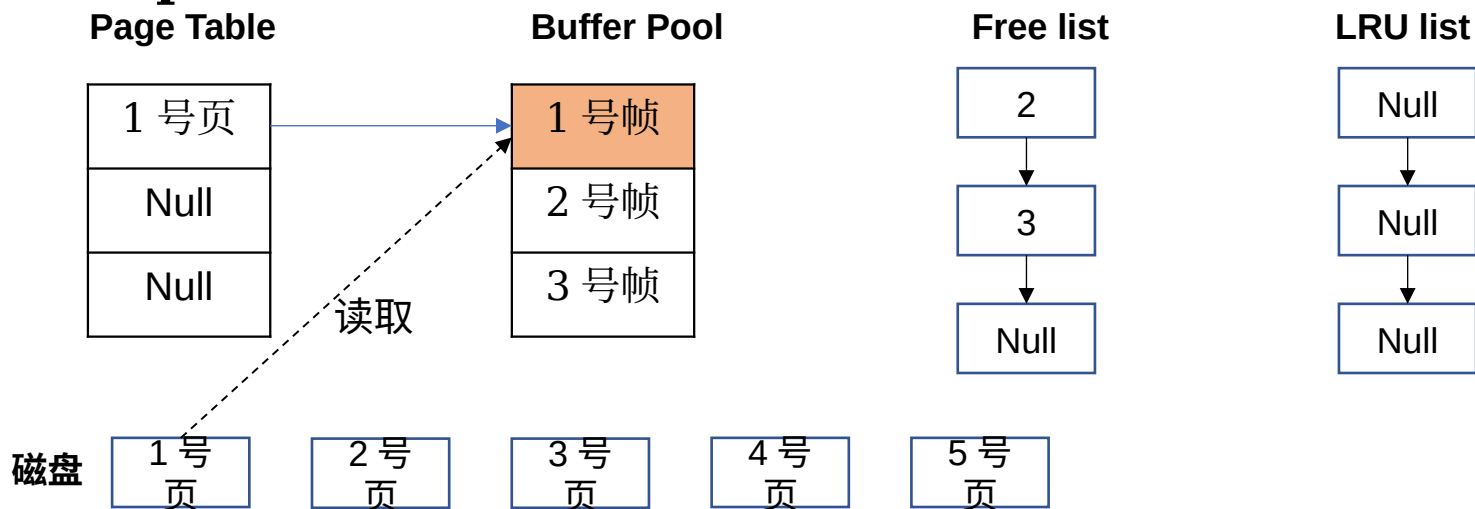 Page Table
Buffer Pool
Free list
LRU list
1 号页
Null
Null
1 号帧
2 号帧
3 号帧
2
3
Null
Null
Null
Null
读取
磁盘
1 号
页
2 号
页
3 号
页
4 号
页
5 号
页